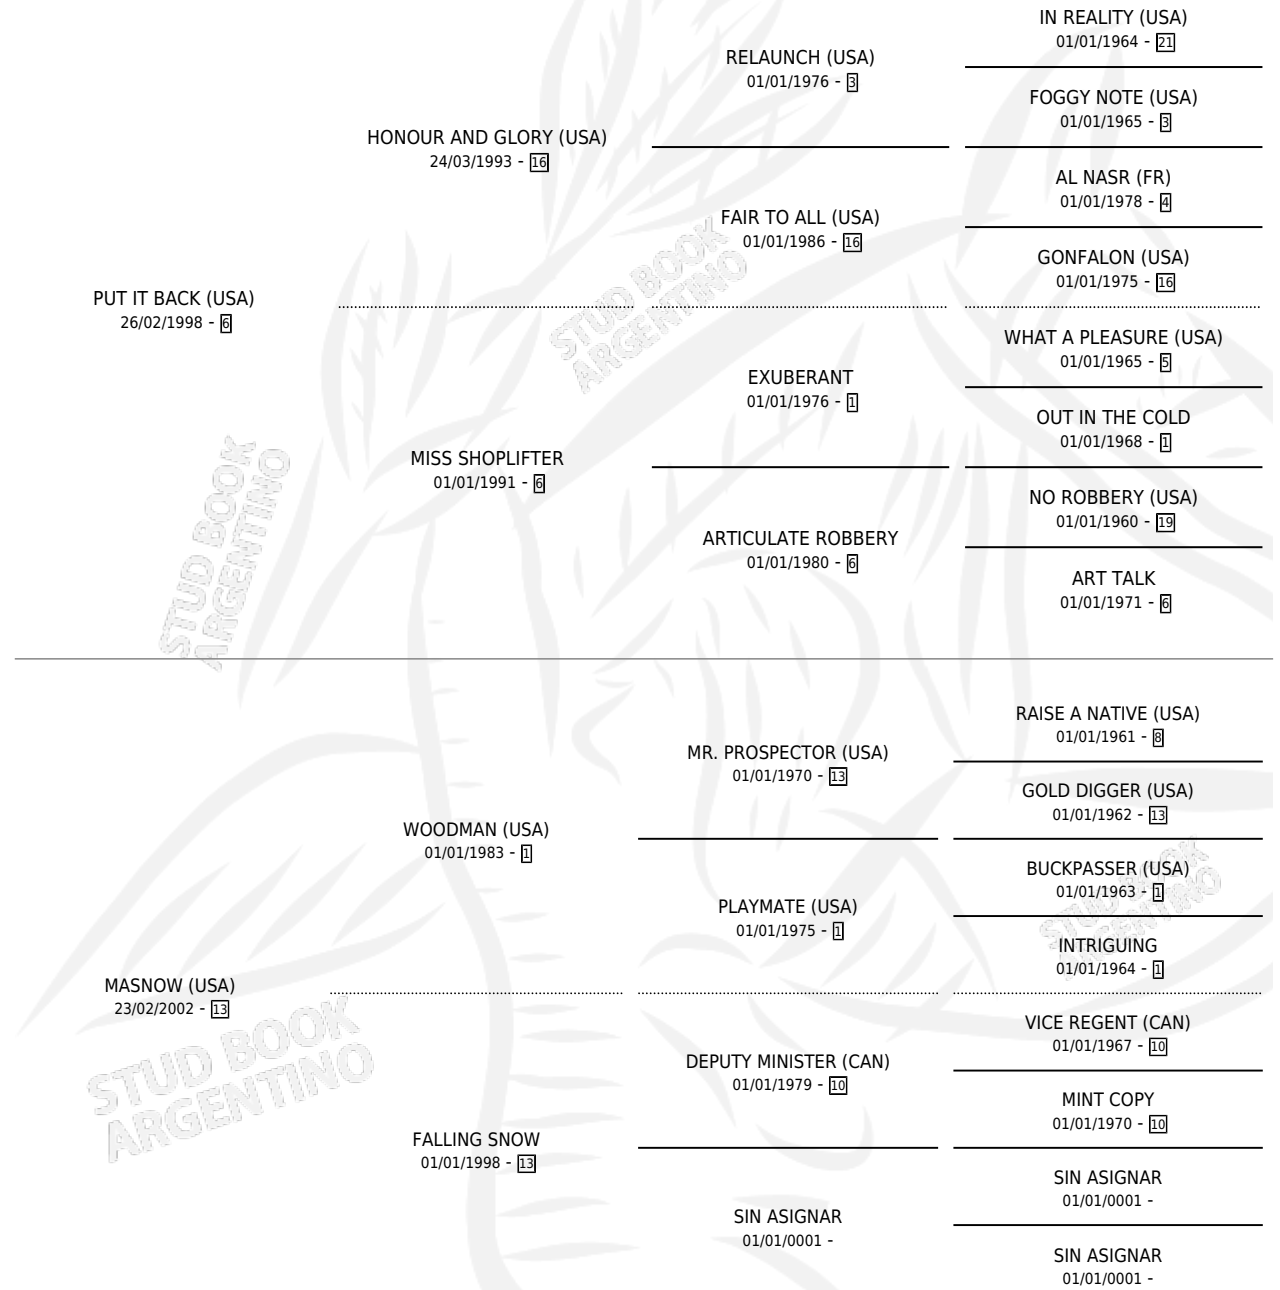 IN REALITY (USA)
01/01/1964 - 21
RELAUNCH (USA)
01/01/1976 - 3
FOGGY NOTE (USA)
01/01/1965 - 3
HONOUR AND GLORY (USA)
24/03/1993 - 16
AL NASR (FR)
01/01/1978 - 4
FAIR TO ALL (USA)
01/01/1986 - 16
GONFALON (USA)
01/01/1975 - 16
PUT IT BACK (USA)
26/02/1998 - 6
STUD BOOK
ARGENTINO
WHAT A PLEASURE (USA)
01/01/1965 - 5
EXUBERANT
01/01/1976 - 1
OUT IN THE COLD
01/01/1968 - 1
MISS SHOPLIFTER
01/01/1991 - 6
NO ROBBERY (USA)
01/01/1960 - 19
ARTICULATE ROBBERY
01/01/1980 - 6
ART TALK
01/01/1971 - 6
STUD BOOK
ARGENTINO
RAISE A NATIVE (USA)
01/01/1961 - 8
MR. PROSPECTOR (USA)
01/01/1970 - 13
GOLD DIGGER (USA)
01/01/1962 - 13
WOODMAN (USA)
01/01/1983 - 1
BUCKPASSER (USA)
01/01/1963 - 1
PLAYMATE (USA)
01/01/1975 - 1
STUD BOOK
ARGENTINO
INTRIGUING
01/01/1964 - 1
MASNOW (USA)
23/02/2002 - 13
VICE REGENT (CAN)
01/01/1967 - 10
STUD BOOK
ARGENTINO
DEPUTY MINISTER (CAN)
01/01/1979 - 10
MINT COPY
01/01/1970 - 10
FALLING SNOW
01/01/1998 - 13
SIN ASIGNAR
01/01/0001 -
SIN ASIGNAR
01/01/0001 -
SIN ASIGNAR
01/01/0001 -